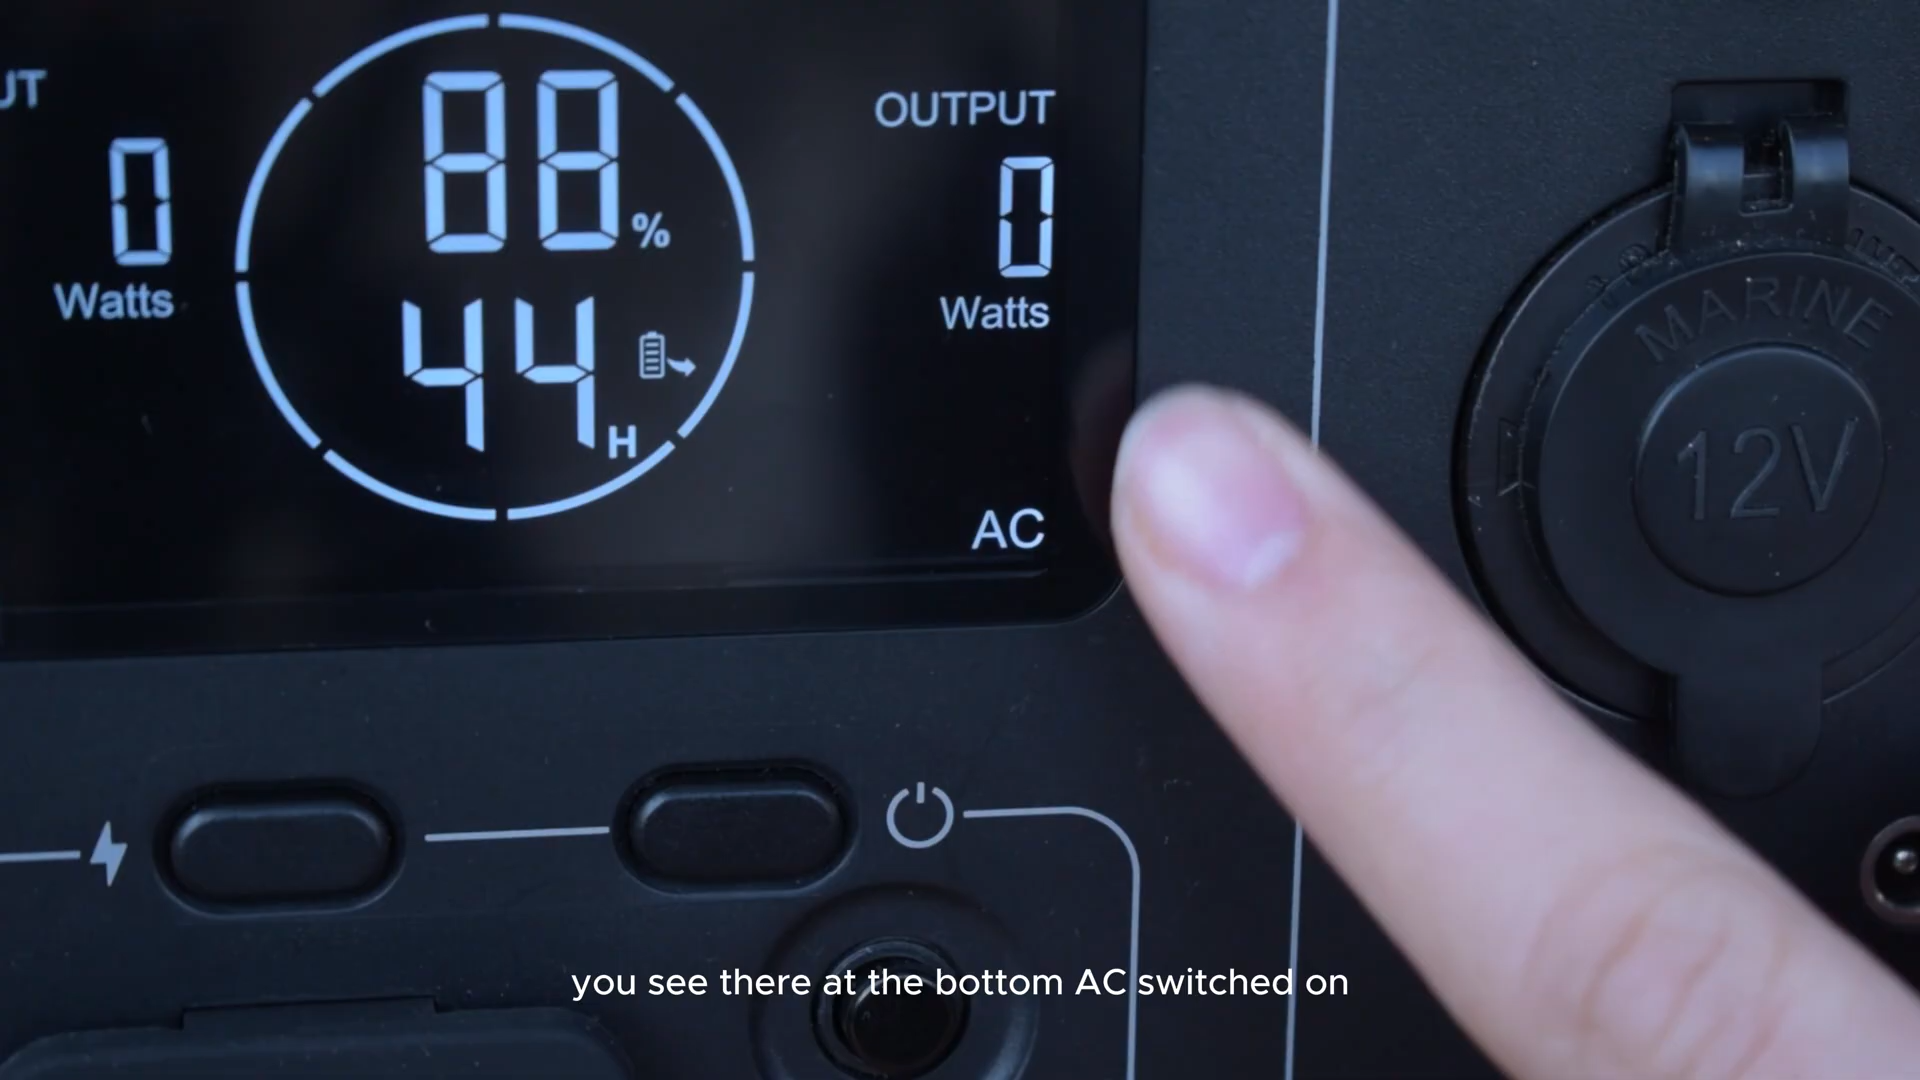 UT
0
Watts
88%
44H
OUTPUT
0
Watts
AC
MARINE
12V
you see there at the bottom AC switched on